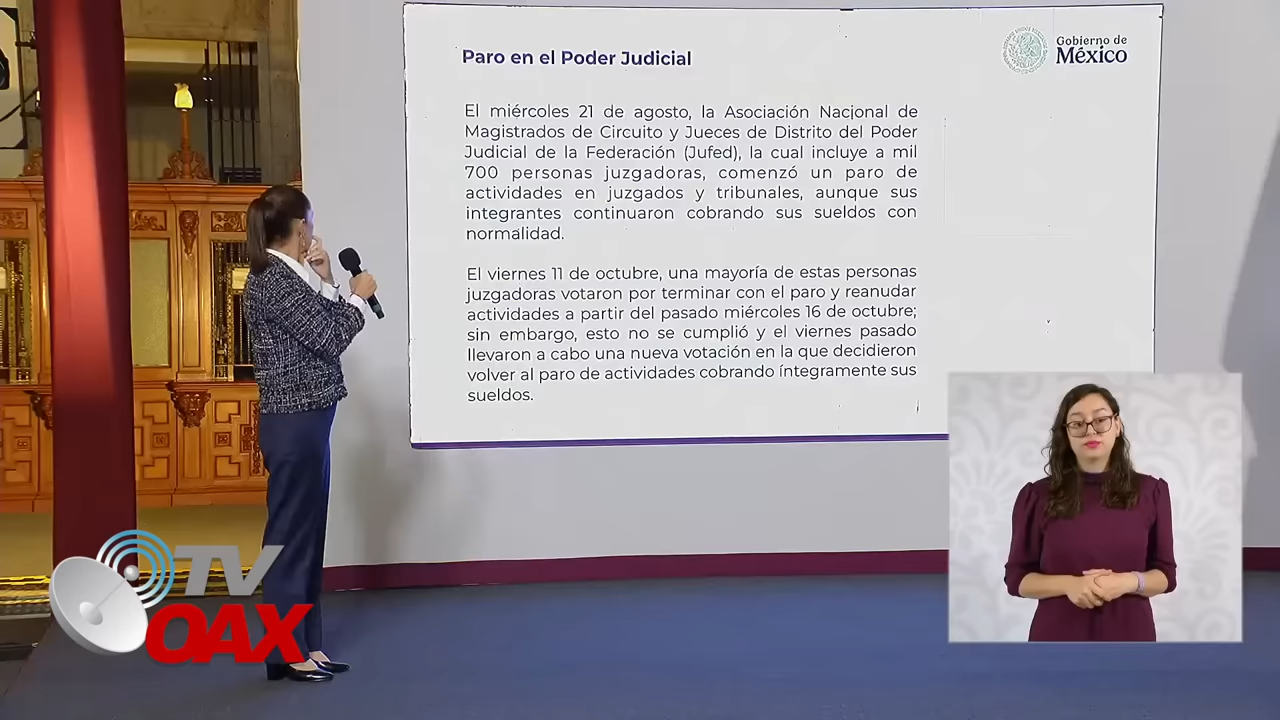 Paro en el Poder Judicial
Gobierno de
México
El miércoles 21 de agosto, la Asociación Nacional de
Magistrados de Circuito y Jueces de Distrito del Poder
Judicial de la Federación (Jufed), la cual incluye a mil
700 personas juzgadoras, comenzó un paro de
actividades en juzgados y tribunales, aunque sus
integrantes continuaron cobrando sus sueldos con
normalidad.
El viernes 11 de octubre, una mayoría de estas personas
juzgadoras votaron por terminar con el paro y reanudar
actividades a partir del pasado miércoles 16 de octubre;
sin embargo, esto no se cumplió y el viernes pasado
llevaron a cabo una nueva votación en la que decidieron
volver al paro de actividades cobrando íntegramente sus
sueldos.
TV
OAX